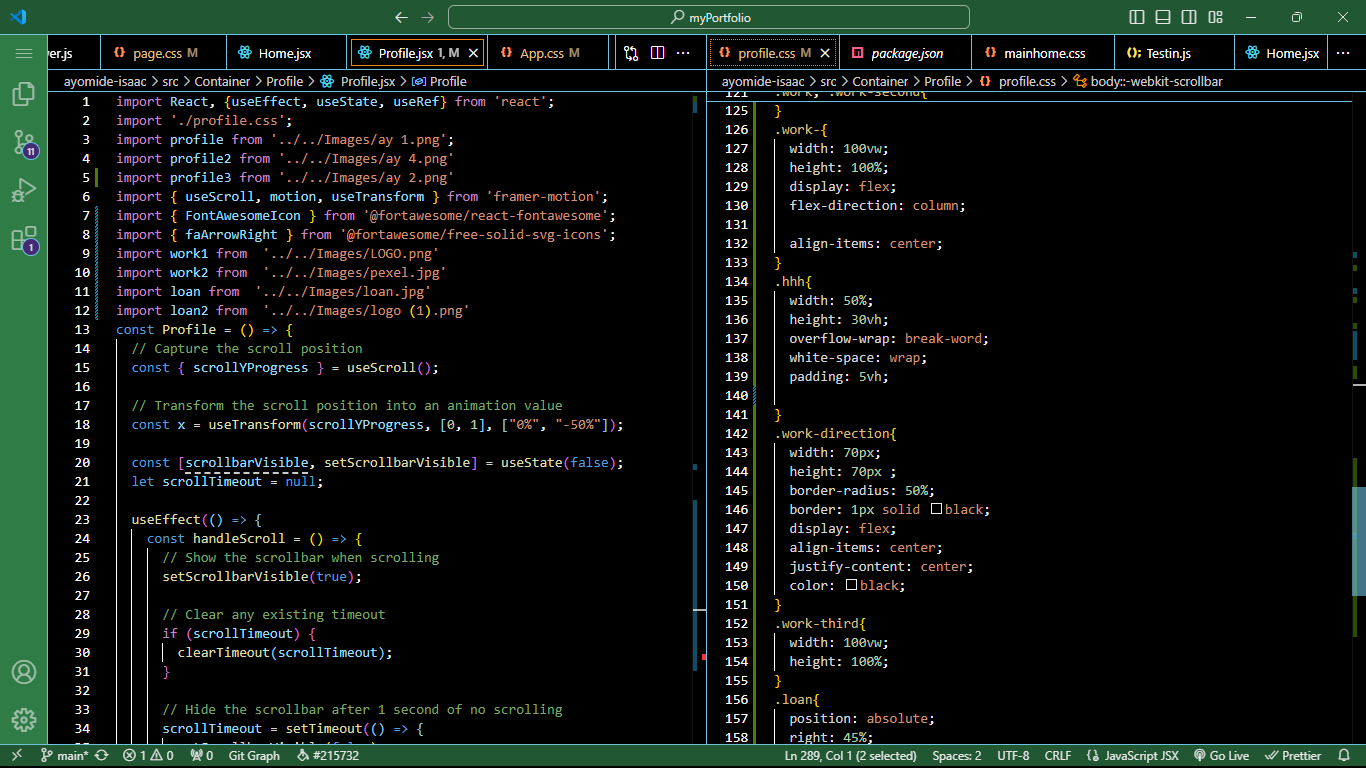 myPortfolio
er.js
page.css M
Home.jsx
Profile.jsx 1, M
App.css M
profile.css M
package.json
mainhome.css
Testin.js
Home.jsx
ayomide-isaac > src > Container > Profile > Profile.jsx > Profile
1 import React, {useEffect, useState, useRef} from 'react';
2 import './profile.css';
3 import profile from '../../Images/ay 1.png';
4 import profile2 from '../../Images/ay 4.png'
5 import profile3 from '../../Images/ay 2.png'
6 import { useScroll, motion, useTransform } from 'framer-motion';
7 import { FontAwesomeIcon } from '@fortawesome/react-fontawesome';
8 import { faArrowRight } from '@fortawesome/free-solid-svg-icons';
9 import work1 from  '../../Images/LOGO.png'
10 import work2 from  '../../Images/pexel.jpg'
11 import loan from  '../../Images/loan.jpg'
12 import loan2 from  '../../Images/logo (1).png'
13 const Profile = () => {
14 // Capture the scroll position
15 const { scrollYProgress } = useScroll();
16
17 // Transform the scroll position into an animation value
18 const x = useTransform(scrollYProgress, [0, 1], ["0%", "-50%"]);
19
20 const [scrollbarVisible, setScrollbarVisible] = useState(false);
21 let scrollTimeout = null;
22
23 useEffect(() => {
24 const handleScroll = () => {
25 // Show the scrollbar when scrolling
26 setScrollbarVisible(true);
27
28 // Clear any existing timeout
29 if (scrollTimeout) {
30 clearTimeout(scrollTimeout);
31 }
32
33 // Hide the scrollbar after 1 second of no scrolling
34 scrollTimeout = setTimeout(() => {
ayomide-isaac > src > Container > Profile > profile.css > body::-webkit-scrollbar
121 .work, .work-second{
125 }
126 .work-{
127 width: 100vw;
128 height: 100%;
129 display: flex;
130 flex-direction: column;
131
132 align-items: center;
133 }
134 .hhh{
135 width: 50%;
136 height: 30vh;
137 overflow-wrap: break-word;
138 white-space: wrap;
139 padding: 5vh;
140
141 }
142 .work-direction{
143 width: 70px;
144 height: 70px ;
145 border-radius: 50%;
146 border: 1px solid black;
147 display: flex;
148 align-items: center;
149 justify-content: center;
150 color: black;
151 }
152 .work-third{
153 width: 100vw;
154 height: 100%;
155 }
156 .loan{
157 position: absolute;
158 right: 45%;
11
1
main* 1 0 0 Git Graph #215732 Ln 289, Col 1 (2 selected) Spaces: 2 UTF-8 CRLF JavaScript JSX Go Live Prettier